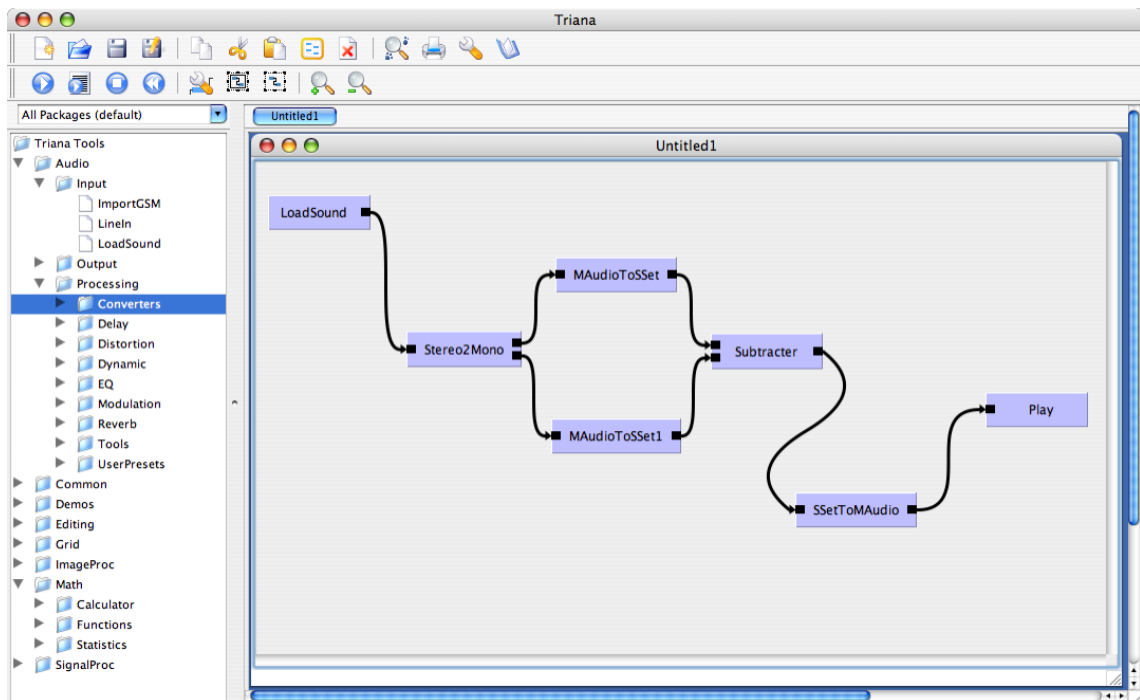 Triana
All Packages (default)
Untitled1
Triana Tools
Audio
Input
ImportGSM
LineIn
LoadSound
Output
Processing
Converters
Delay
Distortion
Dynamic
EQ
Modulation
Reverb
Tools
UserPresets
Common
Demos
Editing
Grid
ImageProc
Math
Calculator
Functions
Statistics
SignalProc
Untitled1
LoadSound
MAudioToSSet
Stereo2Mono
Subtracter
MAudioToSSet1
Play
SSetToMAudio